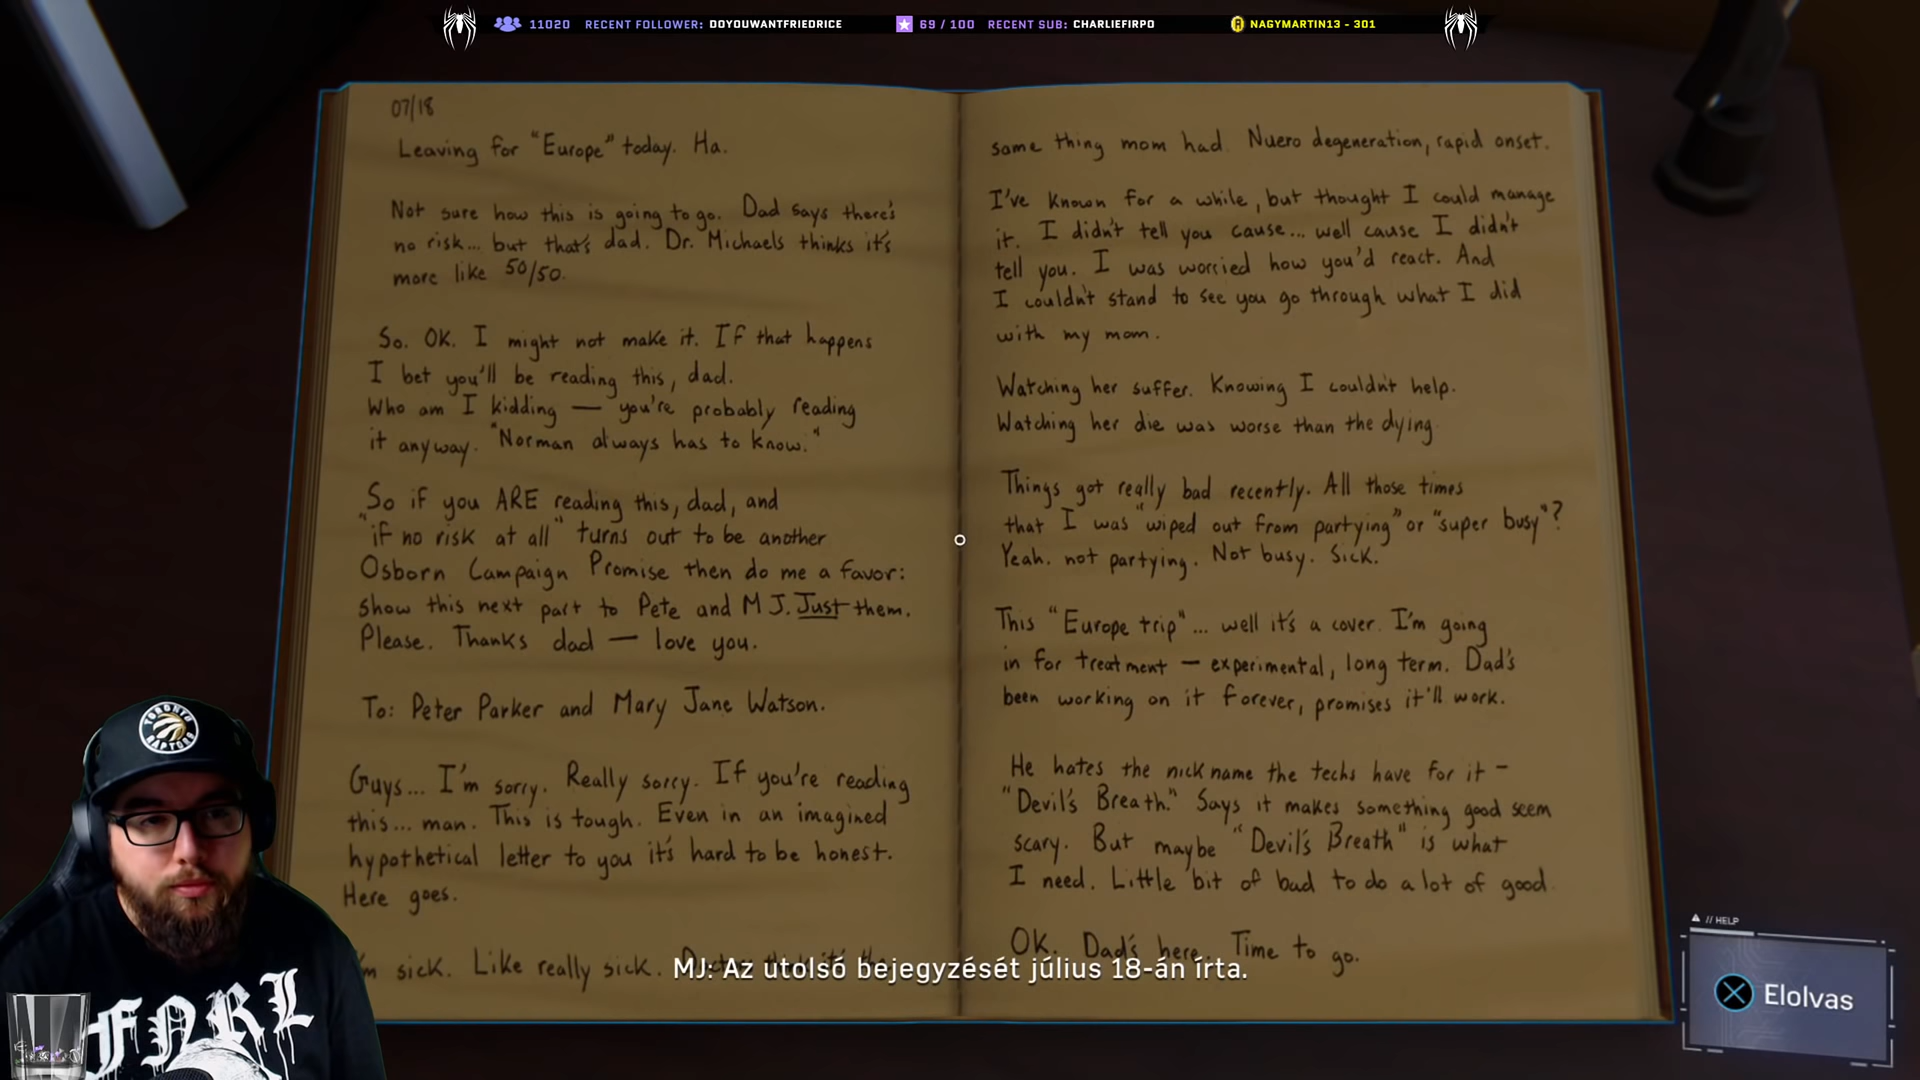 11020 RECENT FOLLOWER: DOYOUWANTFRIEDRICE
69 / 100 RECENT SUB: CHARLIEFIRPO
NAGYMARTIN13 - 301
07/18
Leaving for "Europe" today. Ha.
Not sure how this is going to go. Dad says there's
no risk... but that's dad. Dr. Michaels thinks it's
more like 50/50.
So. OK. I might not make it. If that happens
I bet you'll be reading this, dad.
Who am I kidding — you're probably reading
it anyway. "Norman always has to know."
So if you ARE reading this, dad, and
"if no risk at all" turns out to be another
Osborn Campaign Promise then do me a favor:
show this next part to Pete and MJ. Just them.
Please. Thanks dad — love you.
To: Peter Parker and Mary Jane Watson.
Guys... I'm sorry. Really sorry. If you're reading
this... man. This is tough. Even in an imagined
hypothetical letter to you it's hard to be honest.
Here goes.
sick. Like really sick.
same thing mom had. Nuero degeneration, rapid onset.
I've known for a while, but thought I could manage
it. I didn't tell you cause... well cause I didn't
tell you. I was worried how you'd react. And
I couldn't stand to see you go through what I did
with my mom.
Watching her suffer. Knowing I couldn't help.
Watching her die was worse than the dying.
Things got really bad recently. All those times
that I was "wiped out from partying" or "super busy"?
Yeah. not partying. Not busy. Sick.
This "Europe trip"... well it's a cover. I'm going
in for treatment — experimental, long term. Dad's
been working on it forever, promises it'll work.
He hates the nickname the techs have for it -
"Devil's Breath." Says it makes something good seem
scary. But maybe "Devil's Breath" is what
I need. Little bit of bad to do a lot of good.
OK. Dad's here. Time to go.
MJ: Az utolsó bejegyzését július 18-án írta.
// HELP
Elolvas
TORONTO
RAPTORS
FNRL